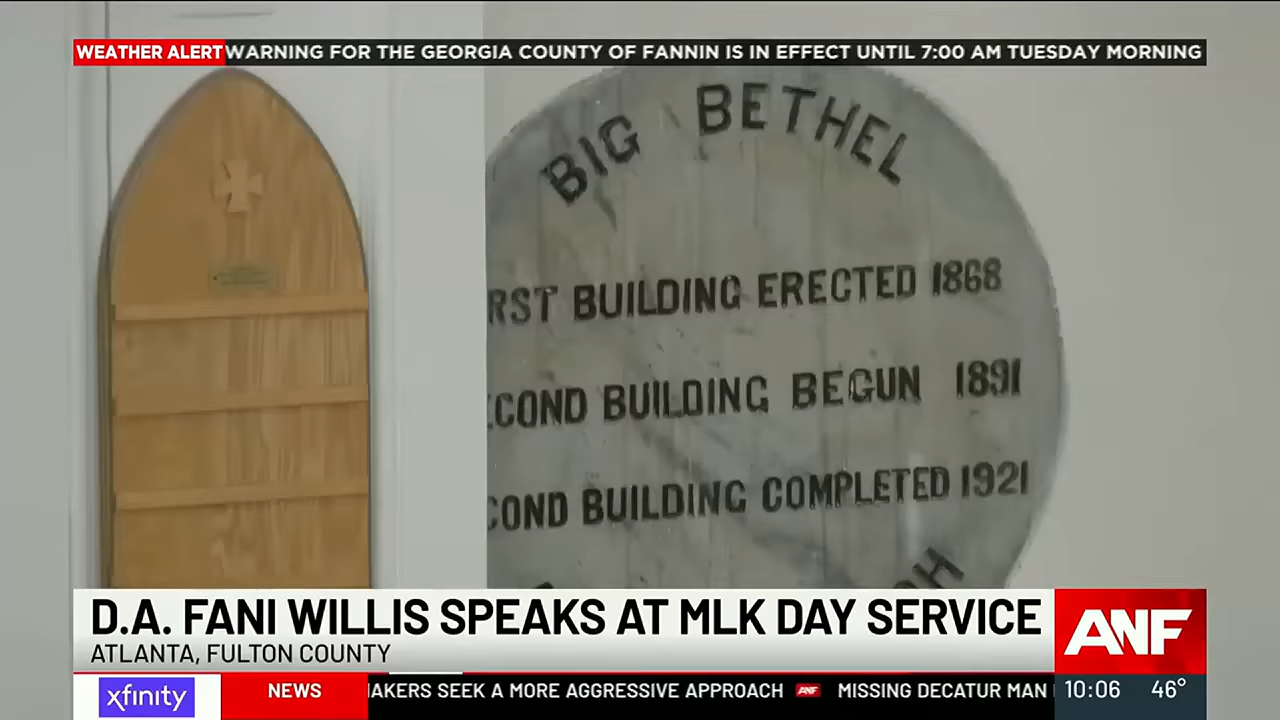 WEATHER ALERT WARNING FOR THE GEORGIA COUNTY OF FANNIN IS IN EFFECT UNTIL 7:00 AM TUESDAY MORNING
BIG BETHEL
RST BUILDING ERECTED 1868
COND BUILDING BEGUN 1891
COND BUILDING COMPLETED 1921
D.A. FANI WILLIS SPEAKS AT MLK DAY SERVICE
ATLANTA, FULTON COUNTY
ANF
xfinity NEWS AKERS SEEK A MORE AGGRESSIVE APPROACH ANF MISSING DECATUR MAN 10:06 46°